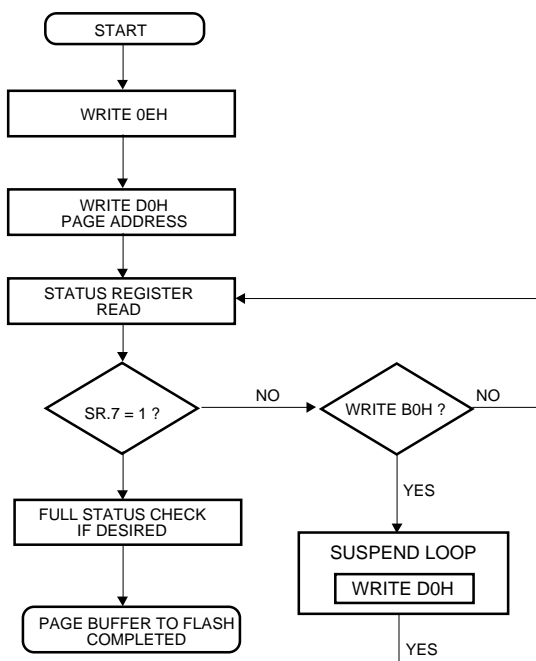 START
WRITE 0EH
WRITE D0H
PAGE ADDRESS
STATUS REGISTER
READ
SR.7 = 1 ?
NO
WRITE B0H ?
NO
YES
FULL STATUS CHECK
IF DESIRED
SUSPEND LOOP
WRITE D0H
PAGE BUFFER TO FLASH
COMPLETED
YES